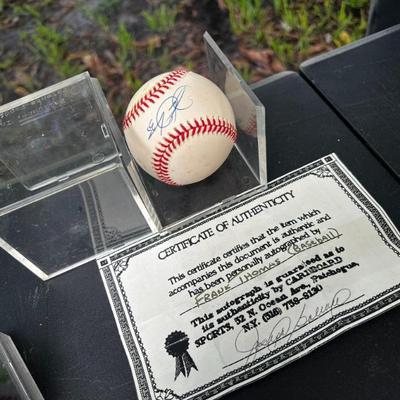 CERTIFICATE OF AUTHENTICITY
This certificate certifies that the item which
accompanies this document is authentic and
has been personally autographed by
FRANK THOMAS (BASEBALL)
This autograph is guaranteed as to
its authenticity by CARDBOARD
SPORTS, 12 N. Ocean Ave., Patchogue,
N.Y. (516) 758-9130